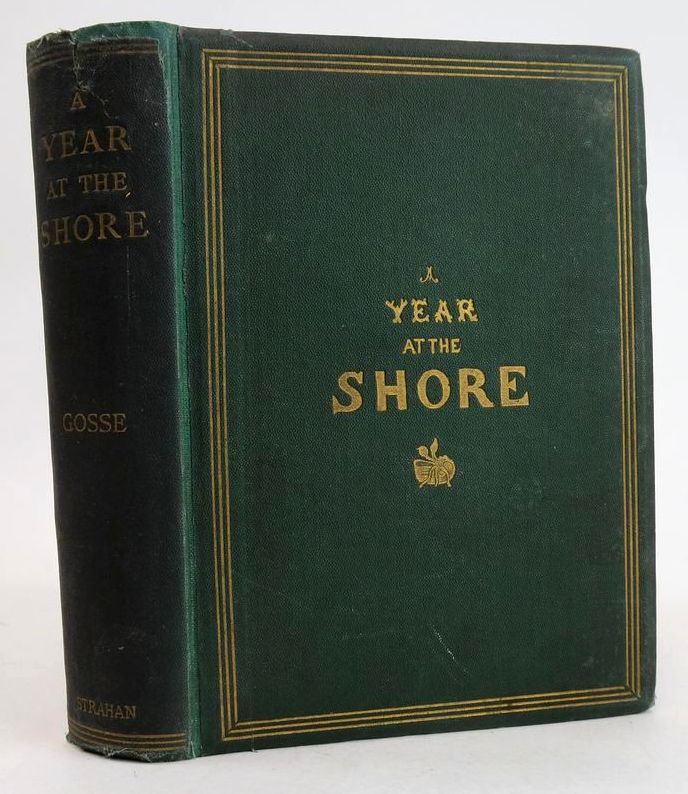 A
YEAR
AT THE
SHORE
GOSSE
STRAHAN
A
YEAR
AT THE
SHORE